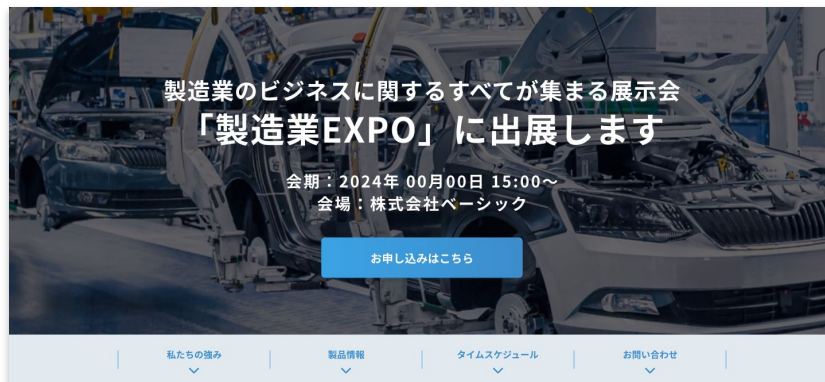 製造業のビジネスに関するすべてが集まる展示会
「製造業EXPO」に出展します
会期：2024年 00月00日 15:00〜
会場：株式会社ベーシック
お申し込みはこちら
私たちの強み
製品情報
タイムスケジュール
お問い合わせ